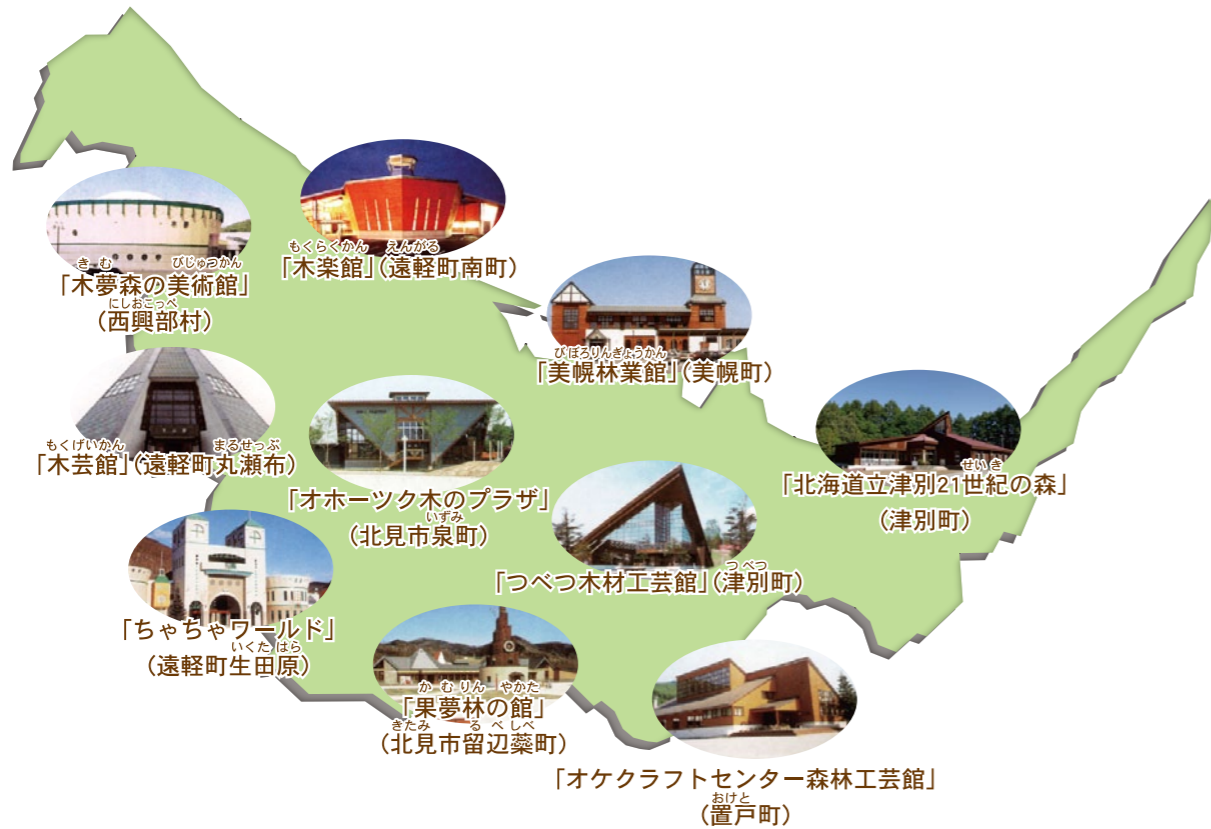 もくらくかん えんがる
「木楽館」(遠軽町南町)
き む びじゅつかん
「木夢森の美術館」
にしおこっぺ
(西興部村)
びほろりんぎょうかん
「美幌林業館」(美幌町)
もくげいかん まるせっぷ
「木芸館」(遠軽町丸瀬布)
「オホーツク木のプラザ」
いずみ
(北見市泉町)
せいき
「北海道立津別21世紀の森」
(津別町)
つべつ
「つべつ木材工芸館」(津別町)
「ちゃちゃワールド」
いくた はら
(遠軽町生田原)
か む りん やかた
「果夢林の館」
きたみ る べ しべ
(北見市留辺蘂町)
「オケクラフトセンター森林工芸館」
おけと
(置戸町)